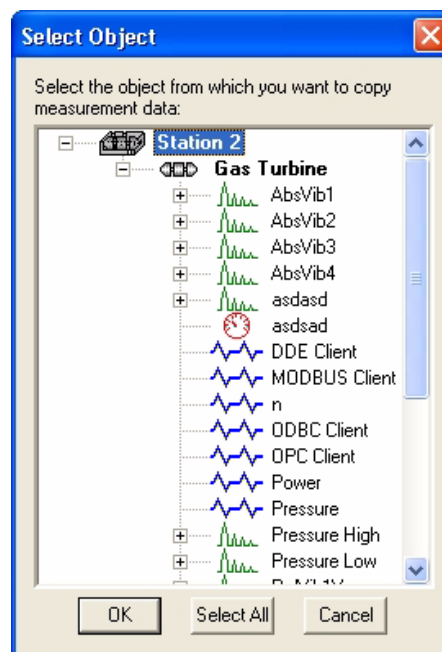 Select Object
Select the object from which you want to copy
measurement data:
Station 2
Gas Turbine
AbsVib1
AbsVib2
AbsVib3
AbsVib4
asdasd
asdsad
DDE Client
MODBUS Client
n
ODBC Client
OPC Client
Power
Pressure
Pressure High
Pressure Low
OK Select All Cancel